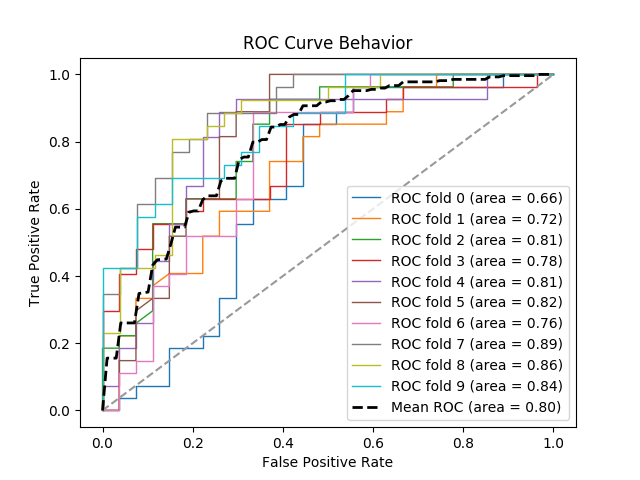 ROC Curve Behavior
True Positive Rate
1.0
0.8
0.6
0.4
0.2
0.0
ROC fold 0 (area = 0.66)
ROC fold 1 (area = 0.72)
ROC fold 2 (area = 0.81)
ROC fold 3 (area = 0.78)
ROC fold 4 (area = 0.81)
ROC fold 5 (area = 0.82)
ROC fold 6 (area = 0.76)
ROC fold 7 (area = 0.89)
ROC fold 8 (area = 0.86)
ROC fold 9 (area = 0.84)
Mean ROC (area = 0.80)
0.0 0.2 0.4 0.6 0.8 1.0
False Positive Rate